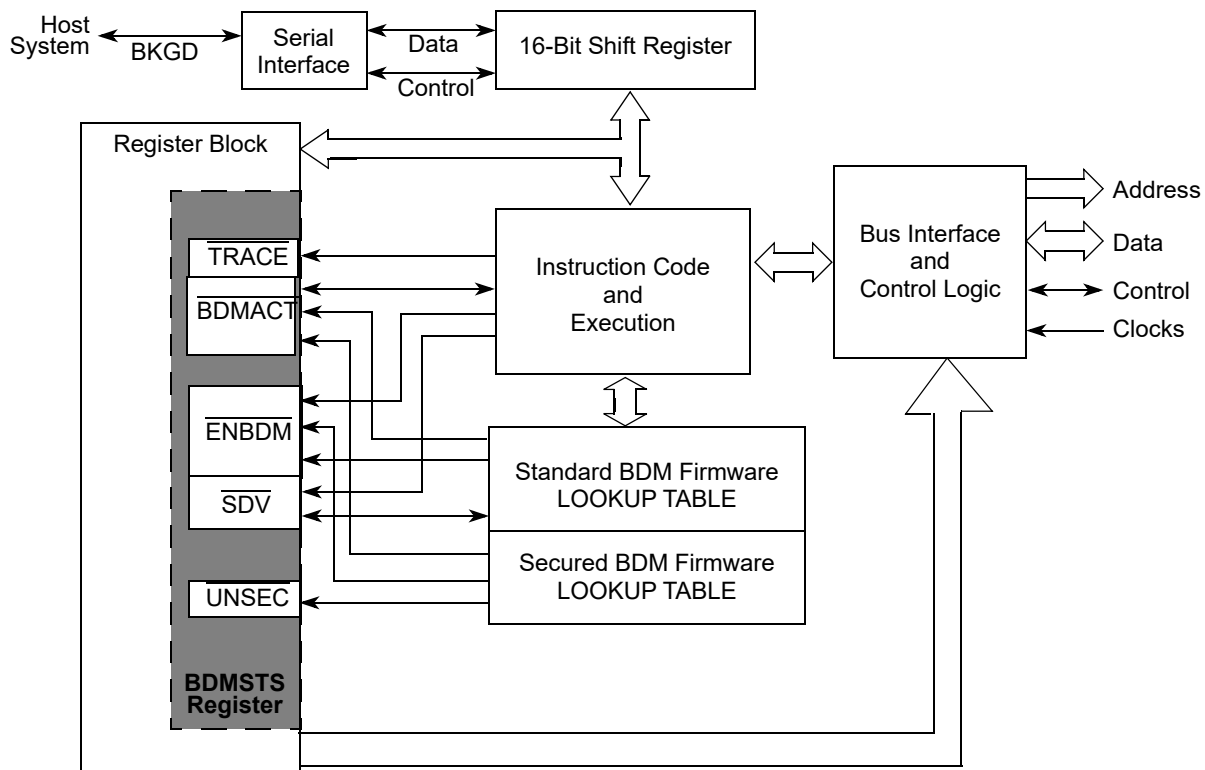 Host
System
BKGD
Serial
Interface
Data
Control
16-Bit Shift Register
Register Block
TRACE
BDMACT
ENBDM
SDV
UNSEC
BDMSTS
Register
Instruction Code
and
Execution
Standard BDM Firmware
LOOKUP TABLE
Secured BDM Firmware
LOOKUP TABLE
Bus Interface
and
Control Logic
Address
Data
Control
Clocks